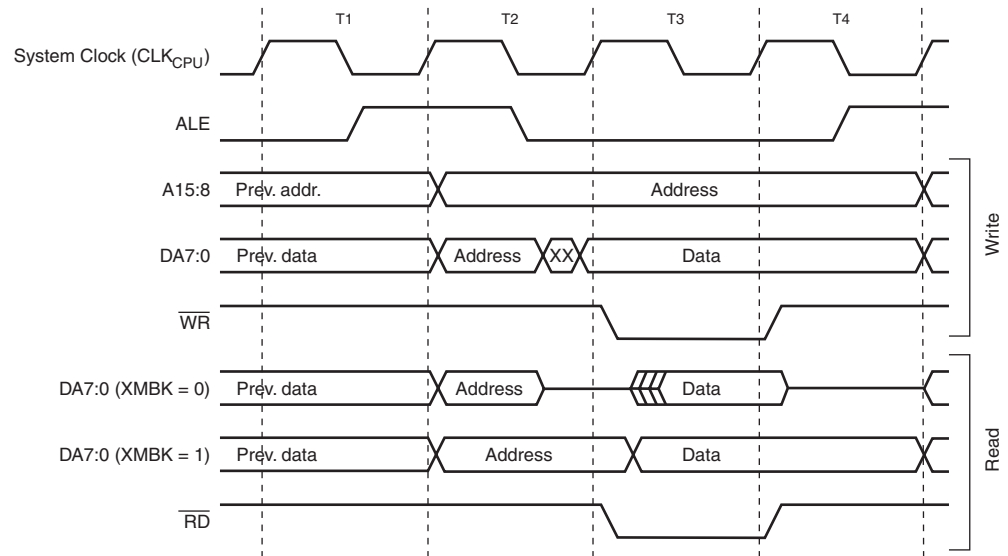 T1 T2 T3 T4
System Clock (CLKCPU)
ALE
A15:8 Prev. addr. Address
DA7:0 Prev. data Address XX Data
WR
Write
DA7:0 (XMBK = 0) Prev. data Address Data
DA7:0 (XMBK = 1) Prev. data Address Data
RD
Read